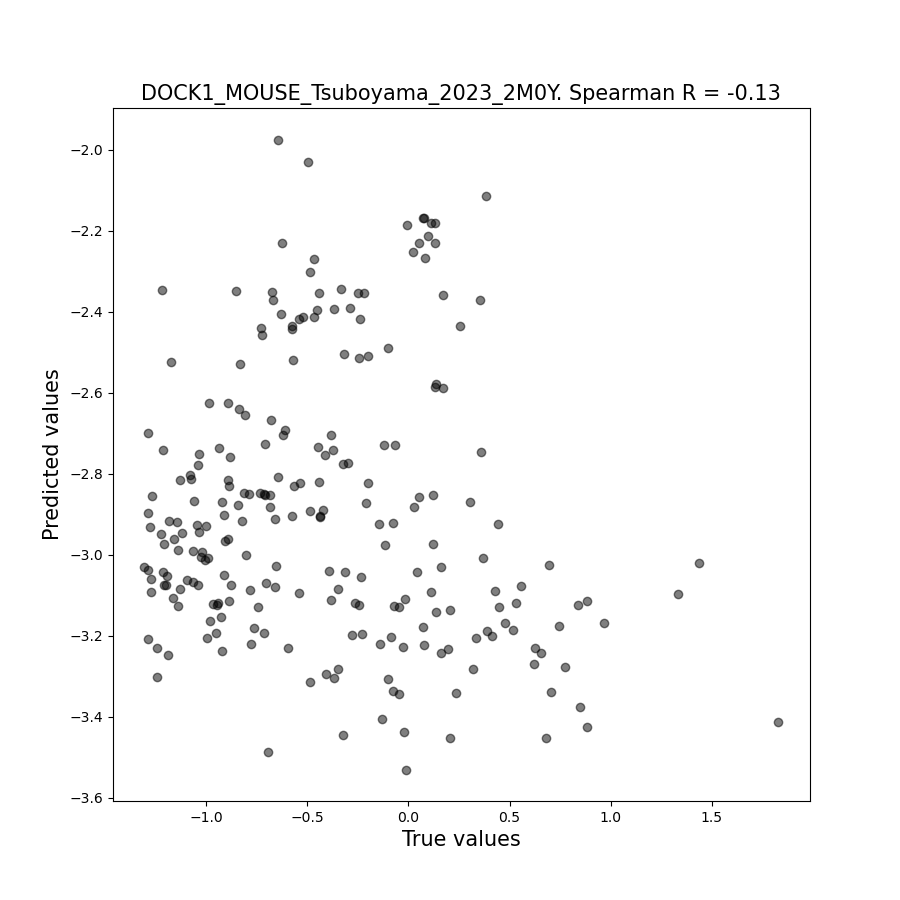 DOCK1_MOUSE_Tsuboyama_2023_2M0Y. Spearman R = -0.13
Predicted values
−2.0
−2.2
−2.4
−2.6
−2.8
−3.0
−3.2
−3.4
−3.6
−1.0 −0.5 0.0 0.5 1.0 1.5
True values